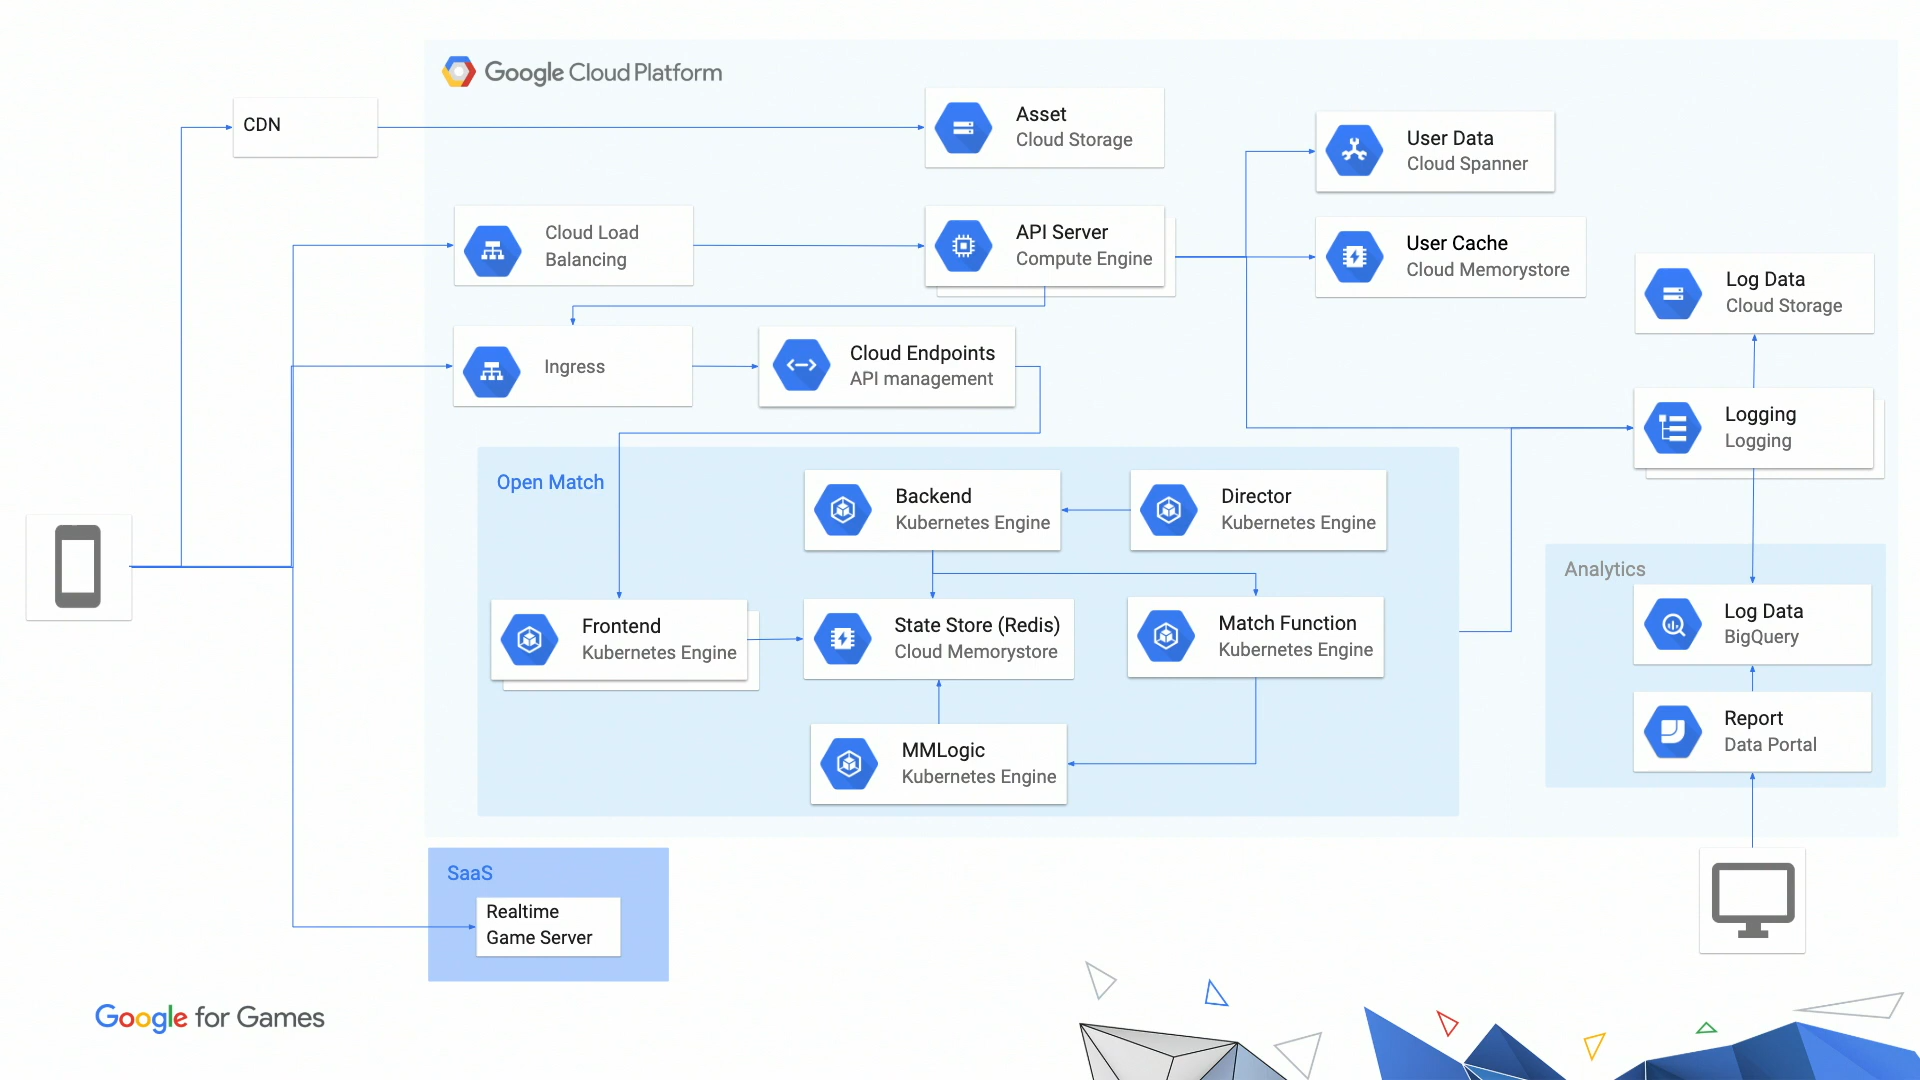 Google Cloud Platform
CDN
Asset
Cloud Storage
User Data
Cloud Spanner
Cloud Load
Balancing
API Server
Compute Engine
User Cache
Cloud Memorystore
Log Data
Cloud Storage
Ingress
Cloud Endpoints
API management
Logging
Logging
Open Match
Backend
Kubernetes Engine
Director
Kubernetes Engine
Analytics
Frontend
Kubernetes Engine
State Store (Redis)
Cloud Memorystore
Match Function
Kubernetes Engine
Log Data
BigQuery
MMLogic
Kubernetes Engine
Report
Data Portal
SaaS
Realtime
Game Server
Google for Games